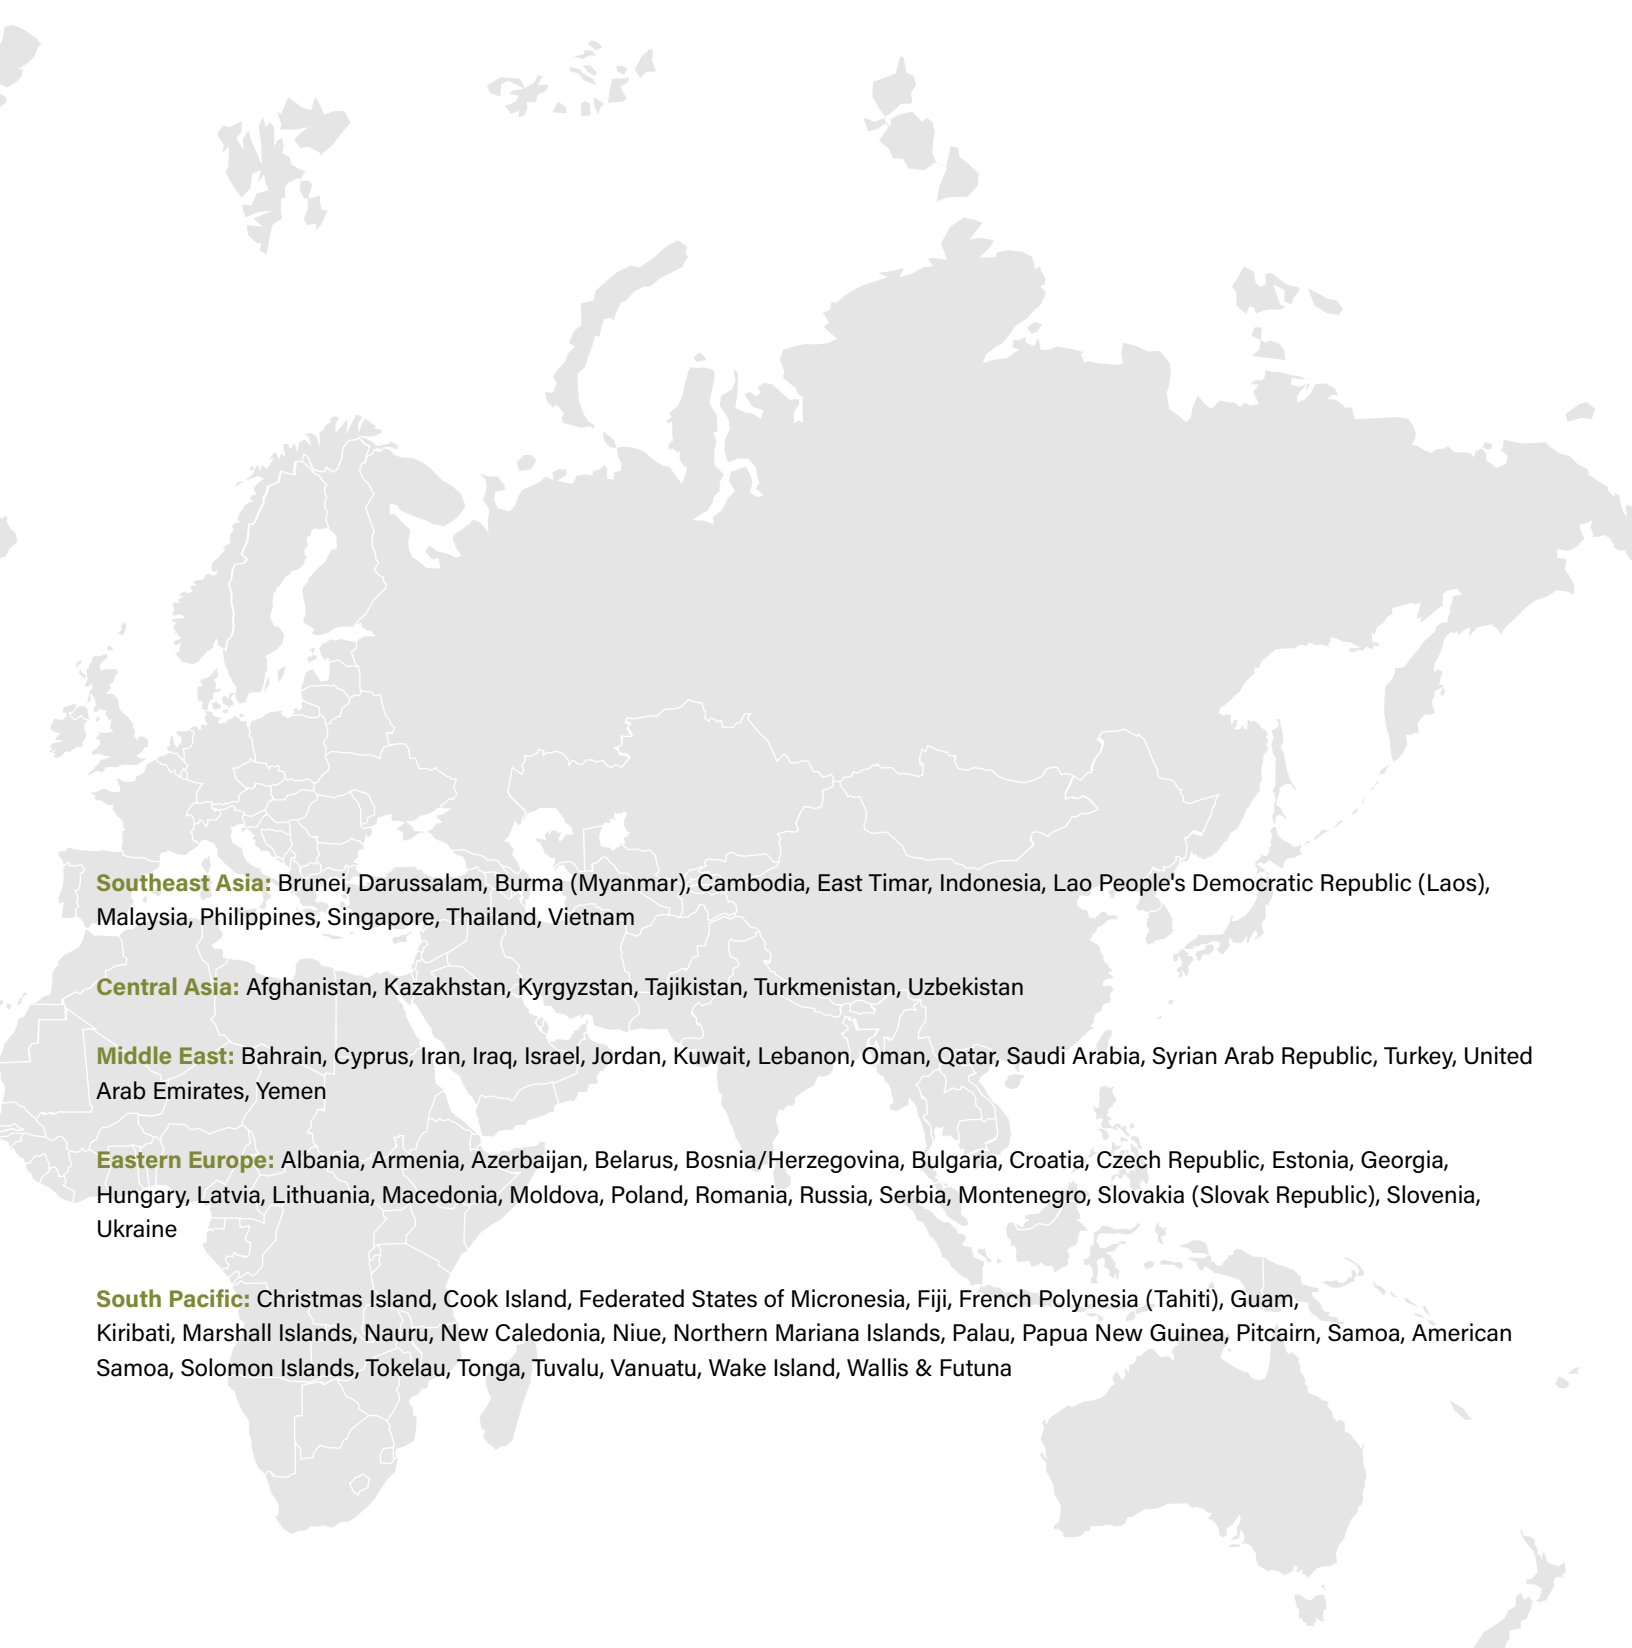 Southeast Asia: Brunei, Darussalam, Burma (Myanmar), Cambodia, East Timar, Indonesia, Lao People's Democratic Republic (Laos),
Malaysia, Philippines, Singapore, Thailand, Vietnam
Central Asia: Afghanistan, Kazakhstan, Kyrgyzstan, Tajikistan, Turkmenistan, Uzbekistan
Middle East: Bahrain, Cyprus, Iran, Iraq, Israel, Jordan, Kuwait, Lebanon, Oman, Qatar, Saudi Arabia, Syrian Arab Republic, Turkey, United
Arab Emirates, Yemen
Eastern Europe: Albania, Armenia, Azerbaijan, Belarus, Bosnia/Herzegovina, Bulgaria, Croatia, Czech Republic, Estonia, Georgia,
Hungary, Latvia, Lithuania, Macedonia, Moldova, Poland, Romania, Russia, Serbia, Montenegro, Slovakia (Slovak Republic), Slovenia,
Ukraine
South Pacific: Christmas Island, Cook Island, Federated States of Micronesia, Fiji, French Polynesia (Tahiti), Guam,
Kiribati, Marshall Islands, Nauru, New Caledonia, Niue, Northern Mariana Islands, Palau, Papua New Guinea, Pitcairn, Samoa, American
Samoa, Solomon Islands, Tokelau, Tonga, Tuvalu, Vanuatu, Wake Island, Wallis & Futuna